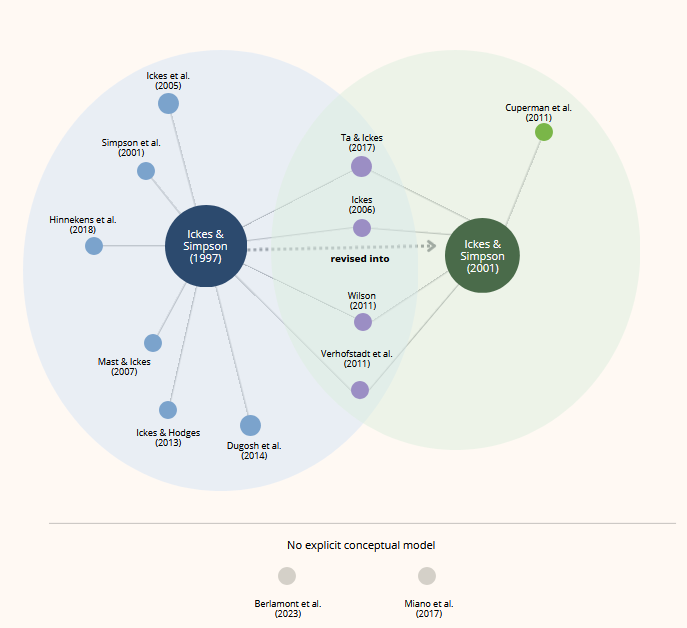 Ickes et al.
(2005)
Simpson et al.
(2001)
Hinnekens et al.
(2018)
Ickes &
Simpson
(1997)
Mast & Ickes
(2007)
Ickes & Hodges
(2013)
Dugosh et al.
(2014)
Ta & Ickes
(2017)
Ickes
(2006)
revised into
Wilson
(2011)
Verhofstadt et al.
(2011)
Cuperman et al.
(2011)
Ickes &
Simpson
(2001)
No explicit conceptual model
Berlamont et al.
(2023)
Miano et al.
(2017)